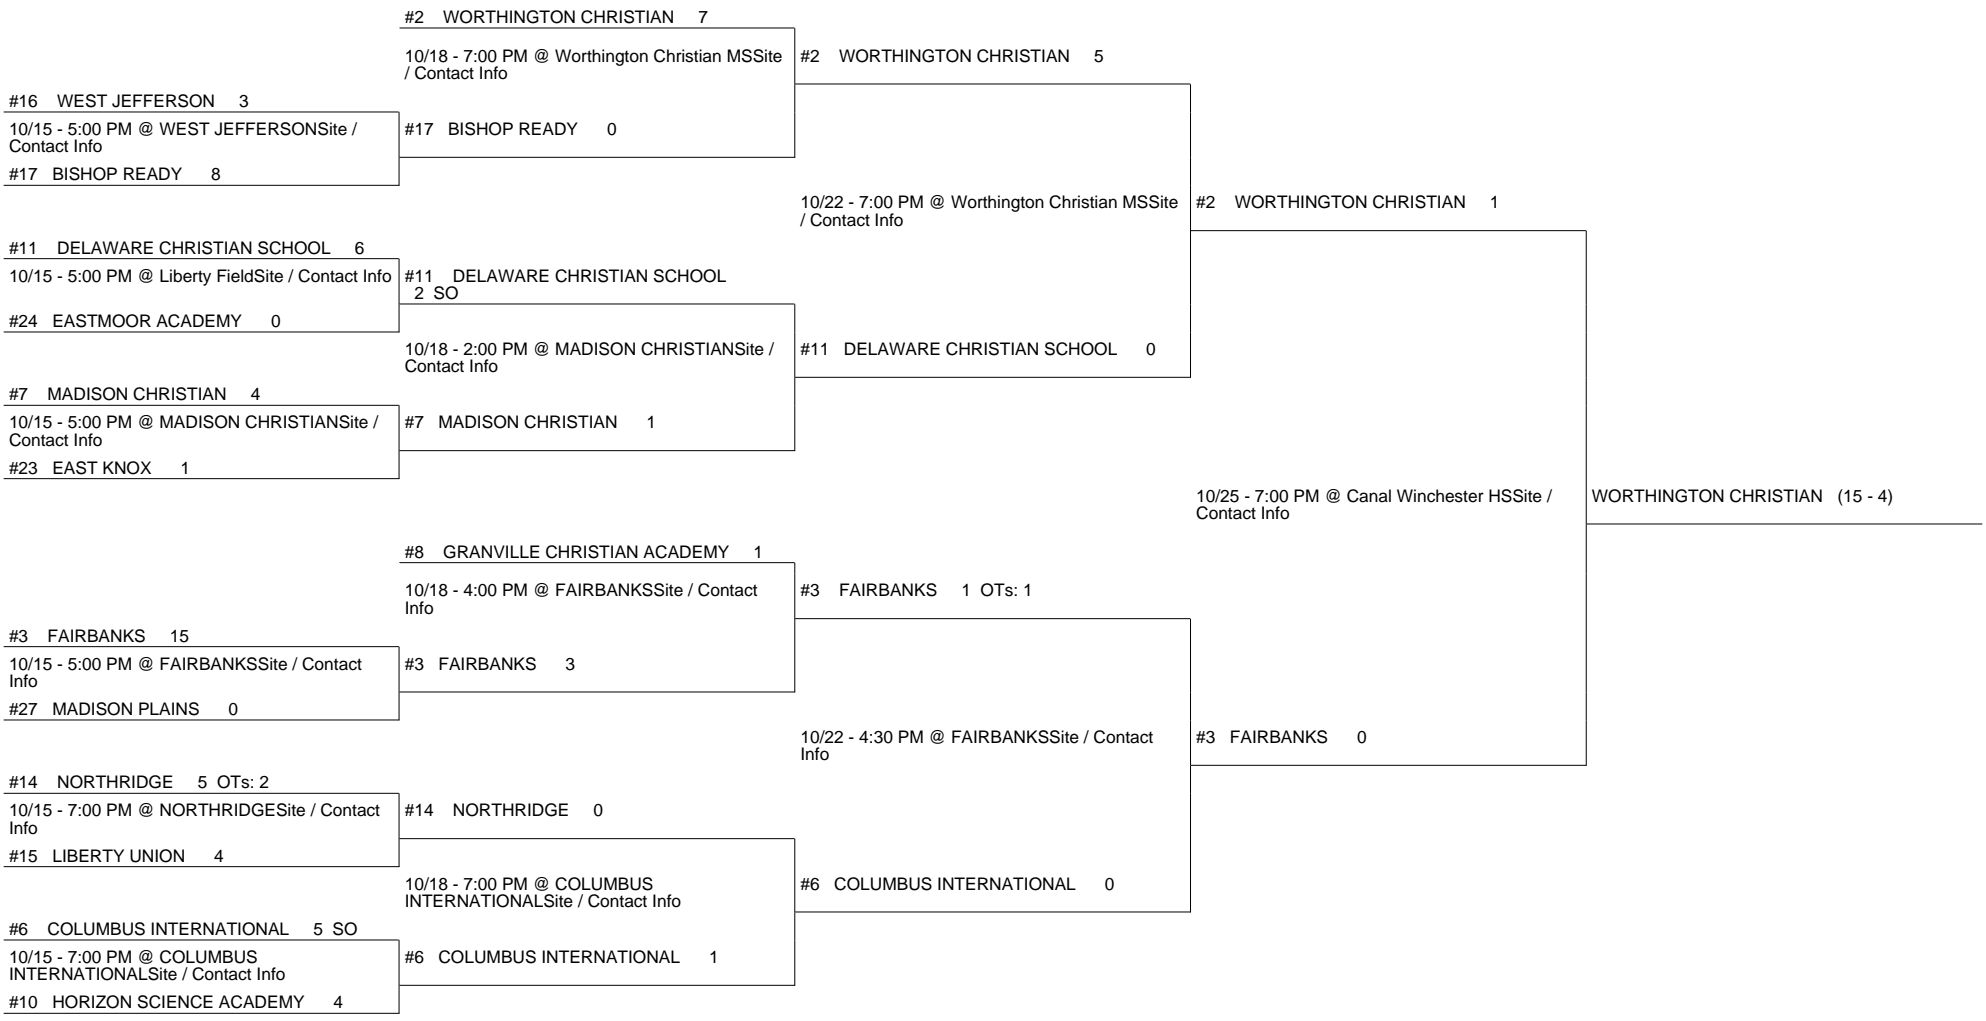 #2 WORTHINGTON CHRISTIAN 7
10/18 - 7:00 PM @ Worthington Christian MSSite
/ Contact Info
#2 WORTHINGTON CHRISTIAN 5
#16 WEST JEFFERSON 3
10/15 - 5:00 PM @ WEST JEFFERSONSite /
Contact Info
#17 BISHOP READY 0
#17 BISHOP READY 8
10/22 - 7:00 PM @ Worthington Christian MSSite
/ Contact Info
#2 WORTHINGTON CHRISTIAN 1
#11 DELAWARE CHRISTIAN SCHOOL 6
10/15 - 5:00 PM @ Liberty FieldSite / Contact Info
#11 DELAWARE CHRISTIAN SCHOOL
2 SO
#24 EASTMOOR ACADEMY 0
10/18 - 2:00 PM @ MADISON CHRISTIANSite /
Contact Info
#11 DELAWARE CHRISTIAN SCHOOL 0
#7 MADISON CHRISTIAN 4
10/15 - 5:00 PM @ MADISON CHRISTIANSite /
Contact Info
#7 MADISON CHRISTIAN 1
#23 EAST KNOX 1
10/25 - 7:00 PM @ Canal Winchester HSSite /
Contact Info
WORTHINGTON CHRISTIAN (15 - 4)
#8 GRANVILLE CHRISTIAN ACADEMY 1
10/18 - 4:00 PM @ FAIRBANKSSite / Contact
Info
#3 FAIRBANKS 1 OTs: 1
#3 FAIRBANKS 15
10/15 - 5:00 PM @ FAIRBANKSSite / Contact
Info
#3 FAIRBANKS 3
#27 MADISON PLAINS 0
10/22 - 4:30 PM @ FAIRBANKSSite / Contact
Info
#3 FAIRBANKS 0
#14 NORTHRIDGE 5 OTs: 2
10/15 - 7:00 PM @ NORTHRIDGESite / Contact
Info
#14 NORTHRIDGE 0
#15 LIBERTY UNION 4
10/18 - 7:00 PM @ COLUMBUS
INTERNATIONALSite / Contact Info
#6 COLUMBUS INTERNATIONAL 0
#6 COLUMBUS INTERNATIONAL 5 SO
10/15 - 7:00 PM @ COLUMBUS
INTERNATIONALSite / Contact Info
#6 COLUMBUS INTERNATIONAL 1
#10 HORIZON SCIENCE ACADEMY 4